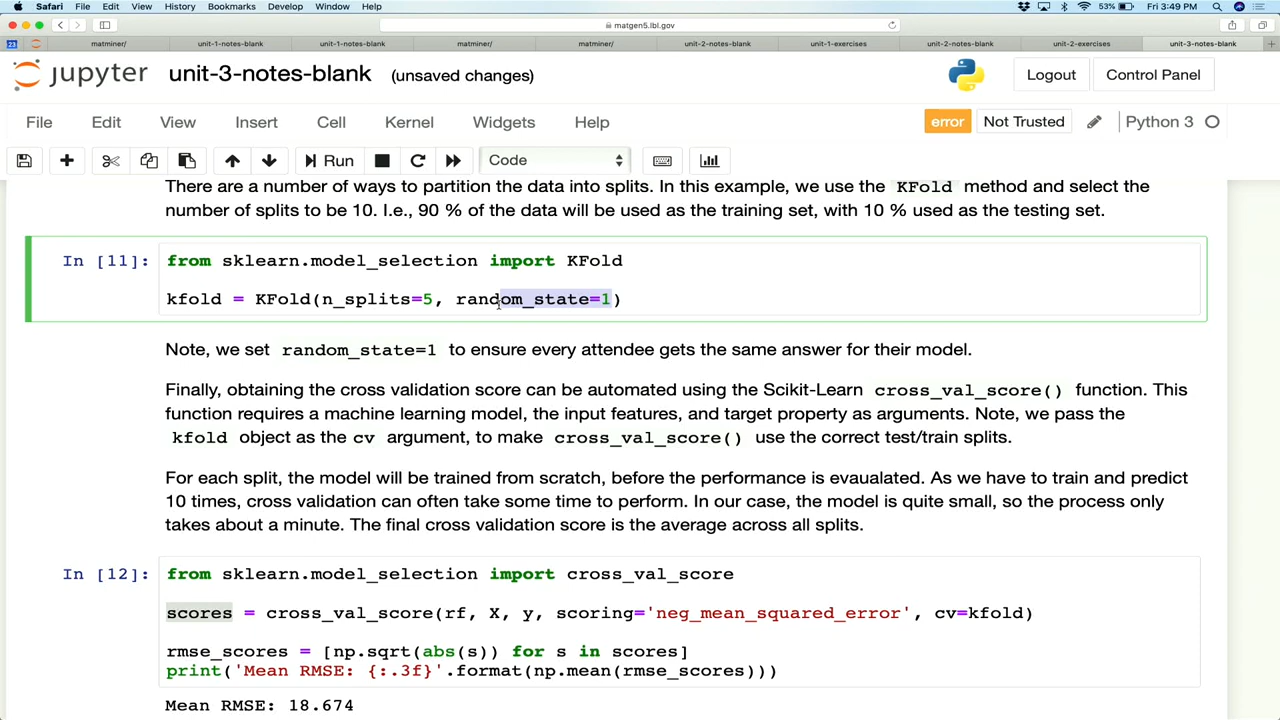 Safari File Edit View History Bookmarks Develop Window Help 53% Fri 3:49 PM
matgen5.lbl.gov
23 matminer/ unit-1-notes-blank unit-1-notes-blank matminer/ matminer/ unit-2-notes-blank unit-1-exercises unit-2-notes-blank unit-2-exercises unit-3-notes-blank
jupyter unit-3-notes-blank (unsaved changes) Logout Control Panel
File Edit View Insert Cell Kernel Widgets Help error Not Trusted Python 3
Run Code
There are a number of ways to partition the data into splits. In this example, we use the KFold method and select the
number of splits to be 10. I.e., 90 % of the data will be used as the training set, with 10 % used as the testing set.
In [11]: from sklearn.model_selection import KFold
kfold = KFold(n_splits=5, random_state=1)
Note, we set random_state=1 to ensure every attendee gets the same answer for their model.
Finally, obtaining the cross validation score can be automated using the Scikit-Learn cross_val_score() function. This
function requires a machine learning model, the input features, and target property as arguments. Note, we pass the
kfold object as the cv argument, to make cross_val_score() use the correct test/train splits.
For each split, the model will be trained from scratch, before the performance is evaualated. As we have to train and predict
10 times, cross validation can often take some time to perform. In our case, the model is quite small, so the process only
takes about a minute. The final cross validation score is the average across all splits.
In [12]: from sklearn.model_selection import cross_val_score
scores = cross_val_score(rf, X, y, scoring='neg_mean_squared_error', cv=kfold)
rmse_scores = [np.sqrt(abs(s)) for s in scores]
print('Mean RMSE: {:.3f}'.format(np.mean(rmse_scores)))
Mean RMSE: 18.674